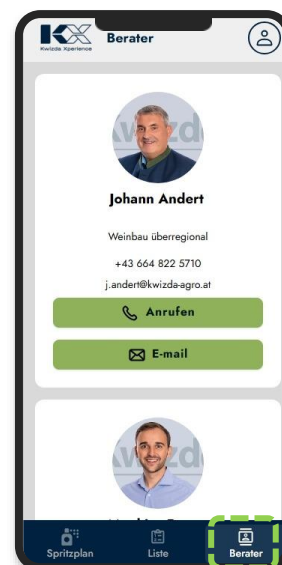 KX
Kwizda Xperience
Berater
Johann Andert
Weinbau überregional
+43 664 822 5710
j.andert@kwizda-agro.at
Anrufen
E-mail
Spritzplan
Liste
Berater